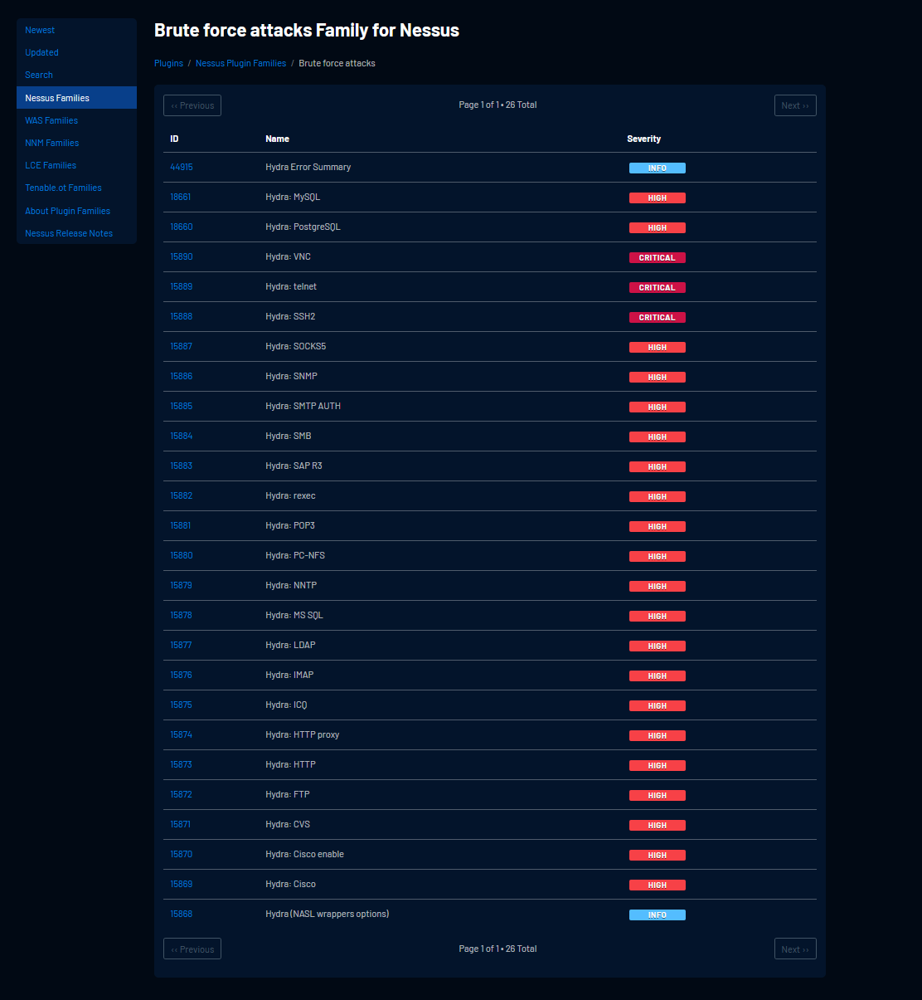 Newest
Updated
Search
Nessus Families
WAS Families
NNM Families
LCE Families
Tenable.ot Families
About Plugin Families
Nessus Release Notes
Brute force attacks Family for Nessus
Plugins / Nessus Plugin Families / Brute force attacks
‹‹ Previous Page 1 of 1 • 26 Total Next ››
ID Name Severity
44915 Hydra Error Summary INFO
18661 Hydra: MySQL HIGH
18660 Hydra: PostgreSQL HIGH
15890 Hydra: VNC CRITICAL
15889 Hydra: telnet CRITICAL
15888 Hydra: SSH2 CRITICAL
15887 Hydra: SOCKS5 HIGH
15886 Hydra: SNMP HIGH
15885 Hydra: SMTP AUTH HIGH
15884 Hydra: SMB HIGH
15883 Hydra: SAP R3 HIGH
15882 Hydra: rexec HIGH
15881 Hydra: POP3 HIGH
15880 Hydra: PC-NFS HIGH
15879 Hydra: NNTP HIGH
15878 Hydra: MS SQL HIGH
15877 Hydra: LDAP HIGH
15876 Hydra: IMAP HIGH
15875 Hydra: ICQ HIGH
15874 Hydra: HTTP proxy HIGH
15873 Hydra: HTTP HIGH
15872 Hydra: FTP HIGH
15871 Hydra: CVS HIGH
15870 Hydra: Cisco enable HIGH
15869 Hydra: Cisco HIGH
15868 Hydra (NASL wrappers options) INFO
‹‹ Previous Page 1 of 1 • 26 Total Next ››